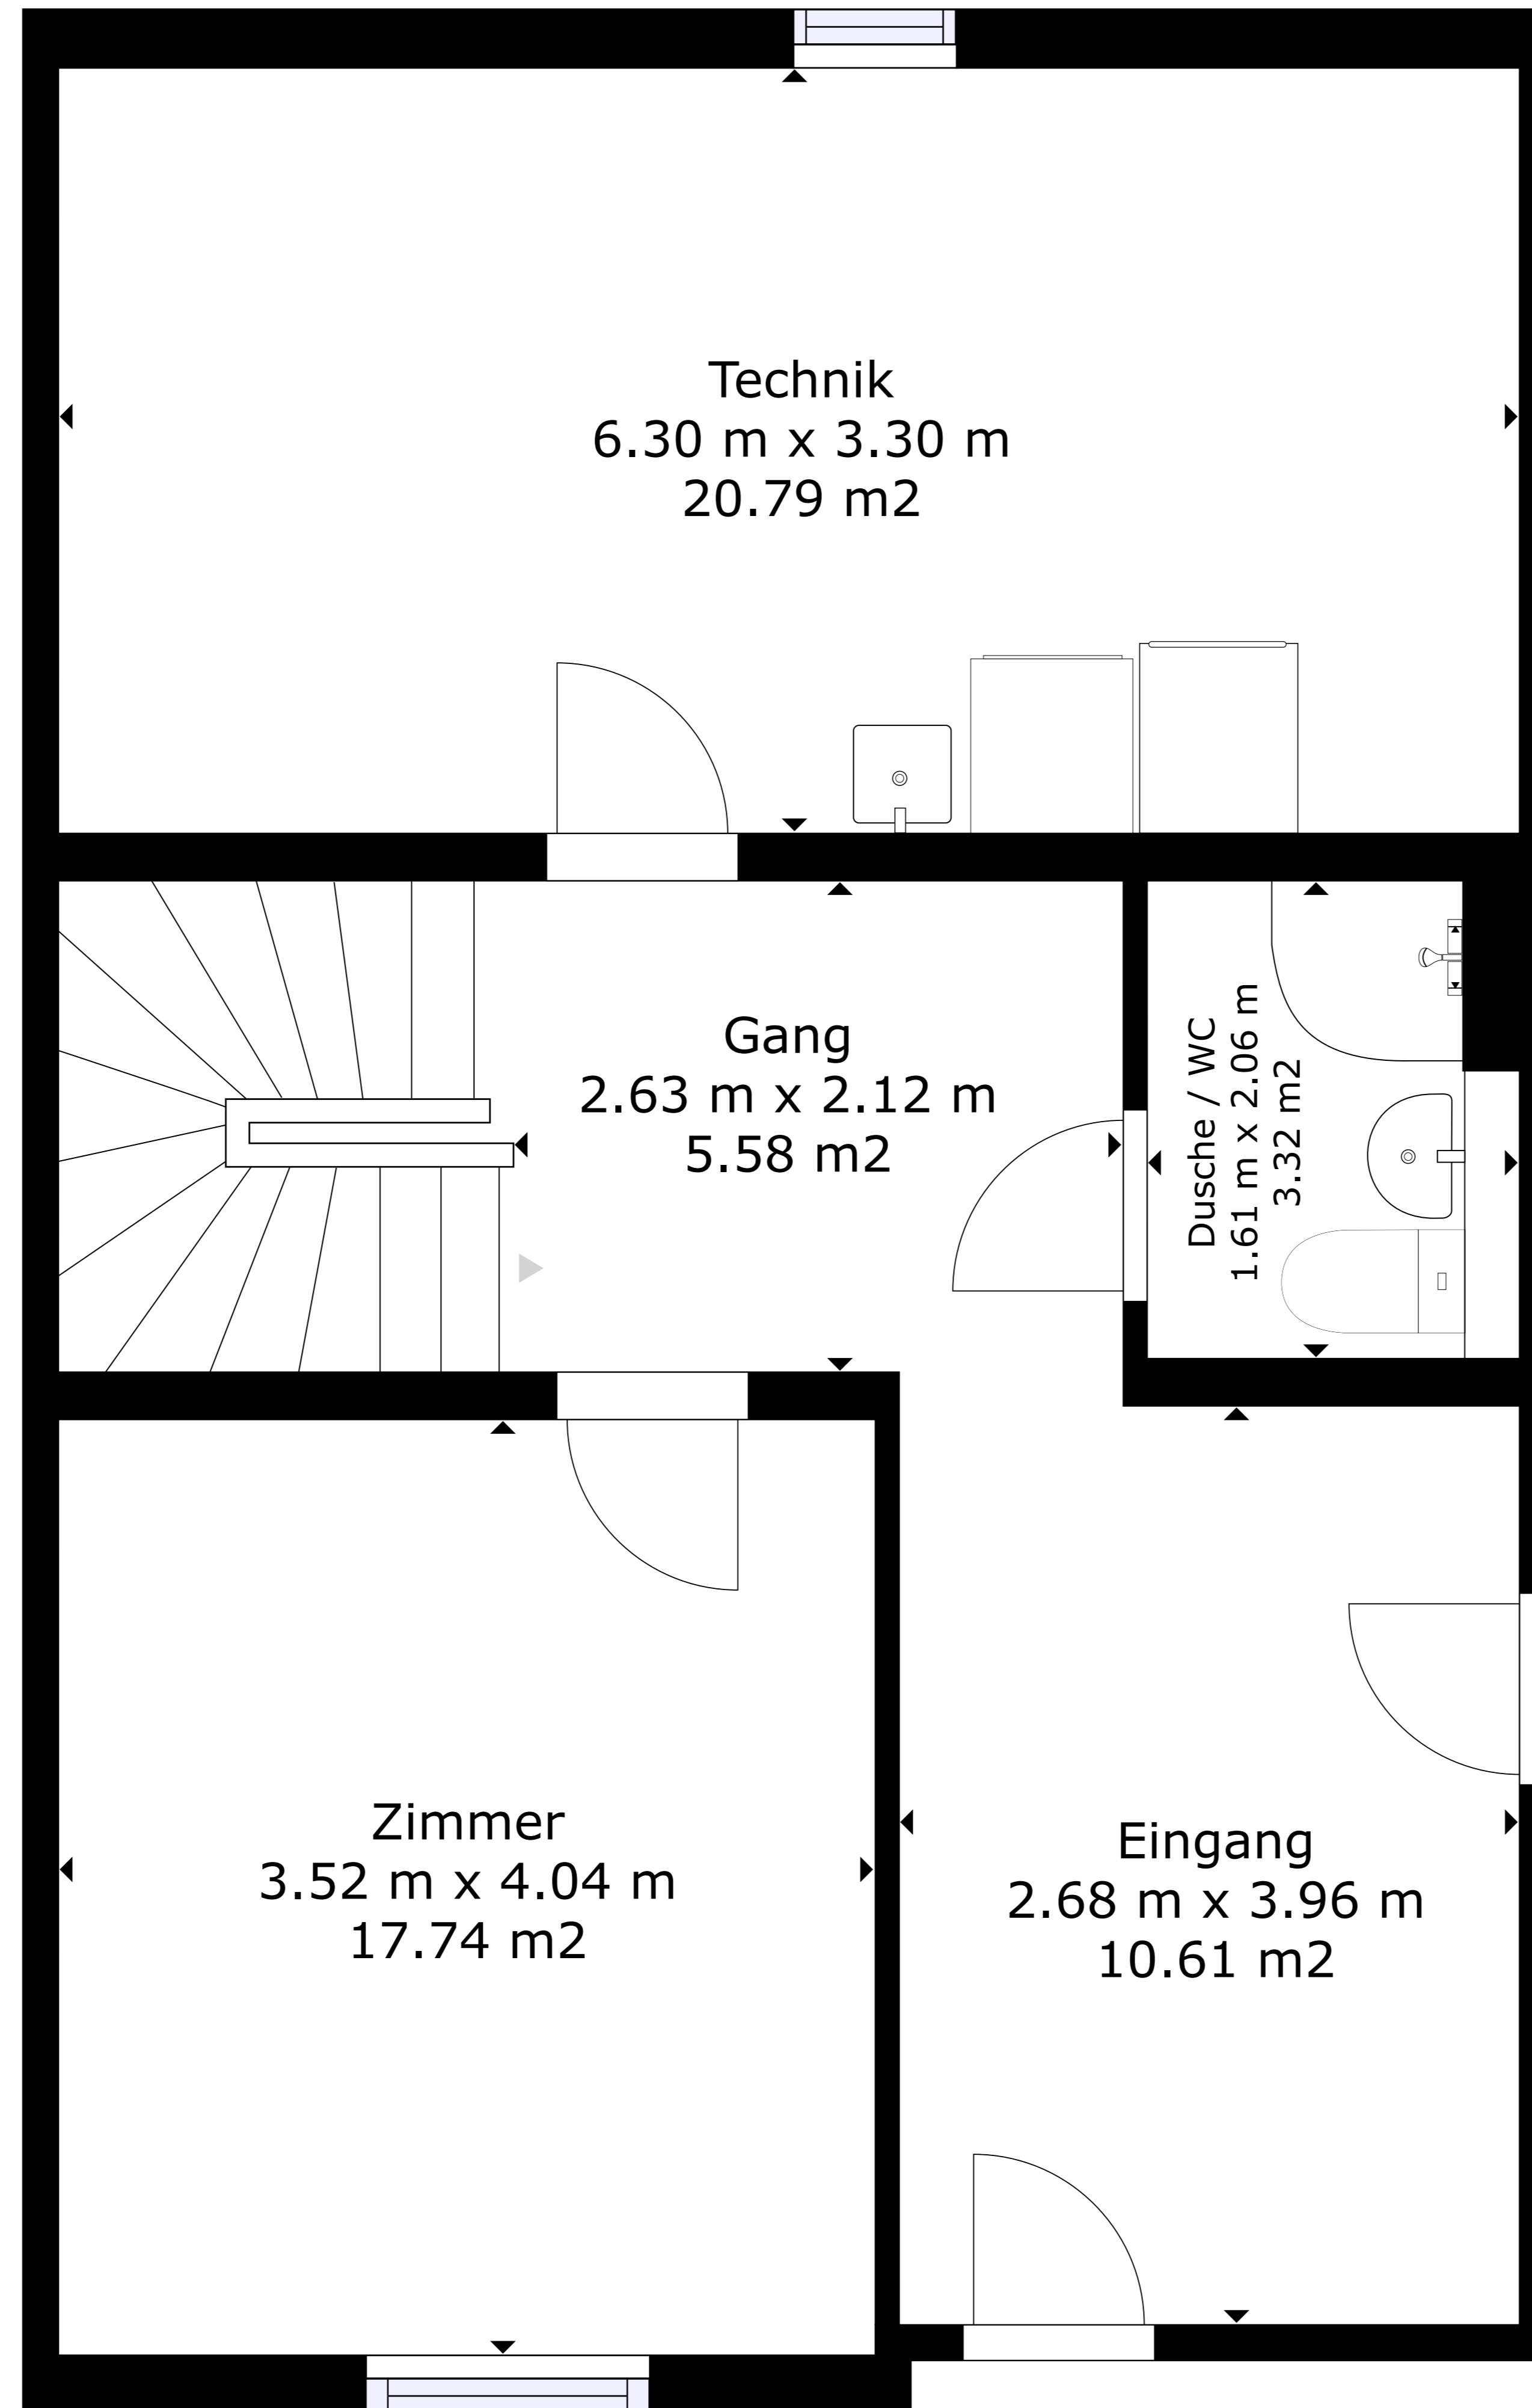 Technik
6.30 m x 3.30 m
20.79 m2
Gang
2.63 m x 2.12 m
5.58 m2
Dusche / WC
1.61 m x 2.06 m
3.32 m2
Zimmer
3.52 m x 4.04 m
17.74 m2
Eingang
2.68 m x 3.96 m
10.61 m2